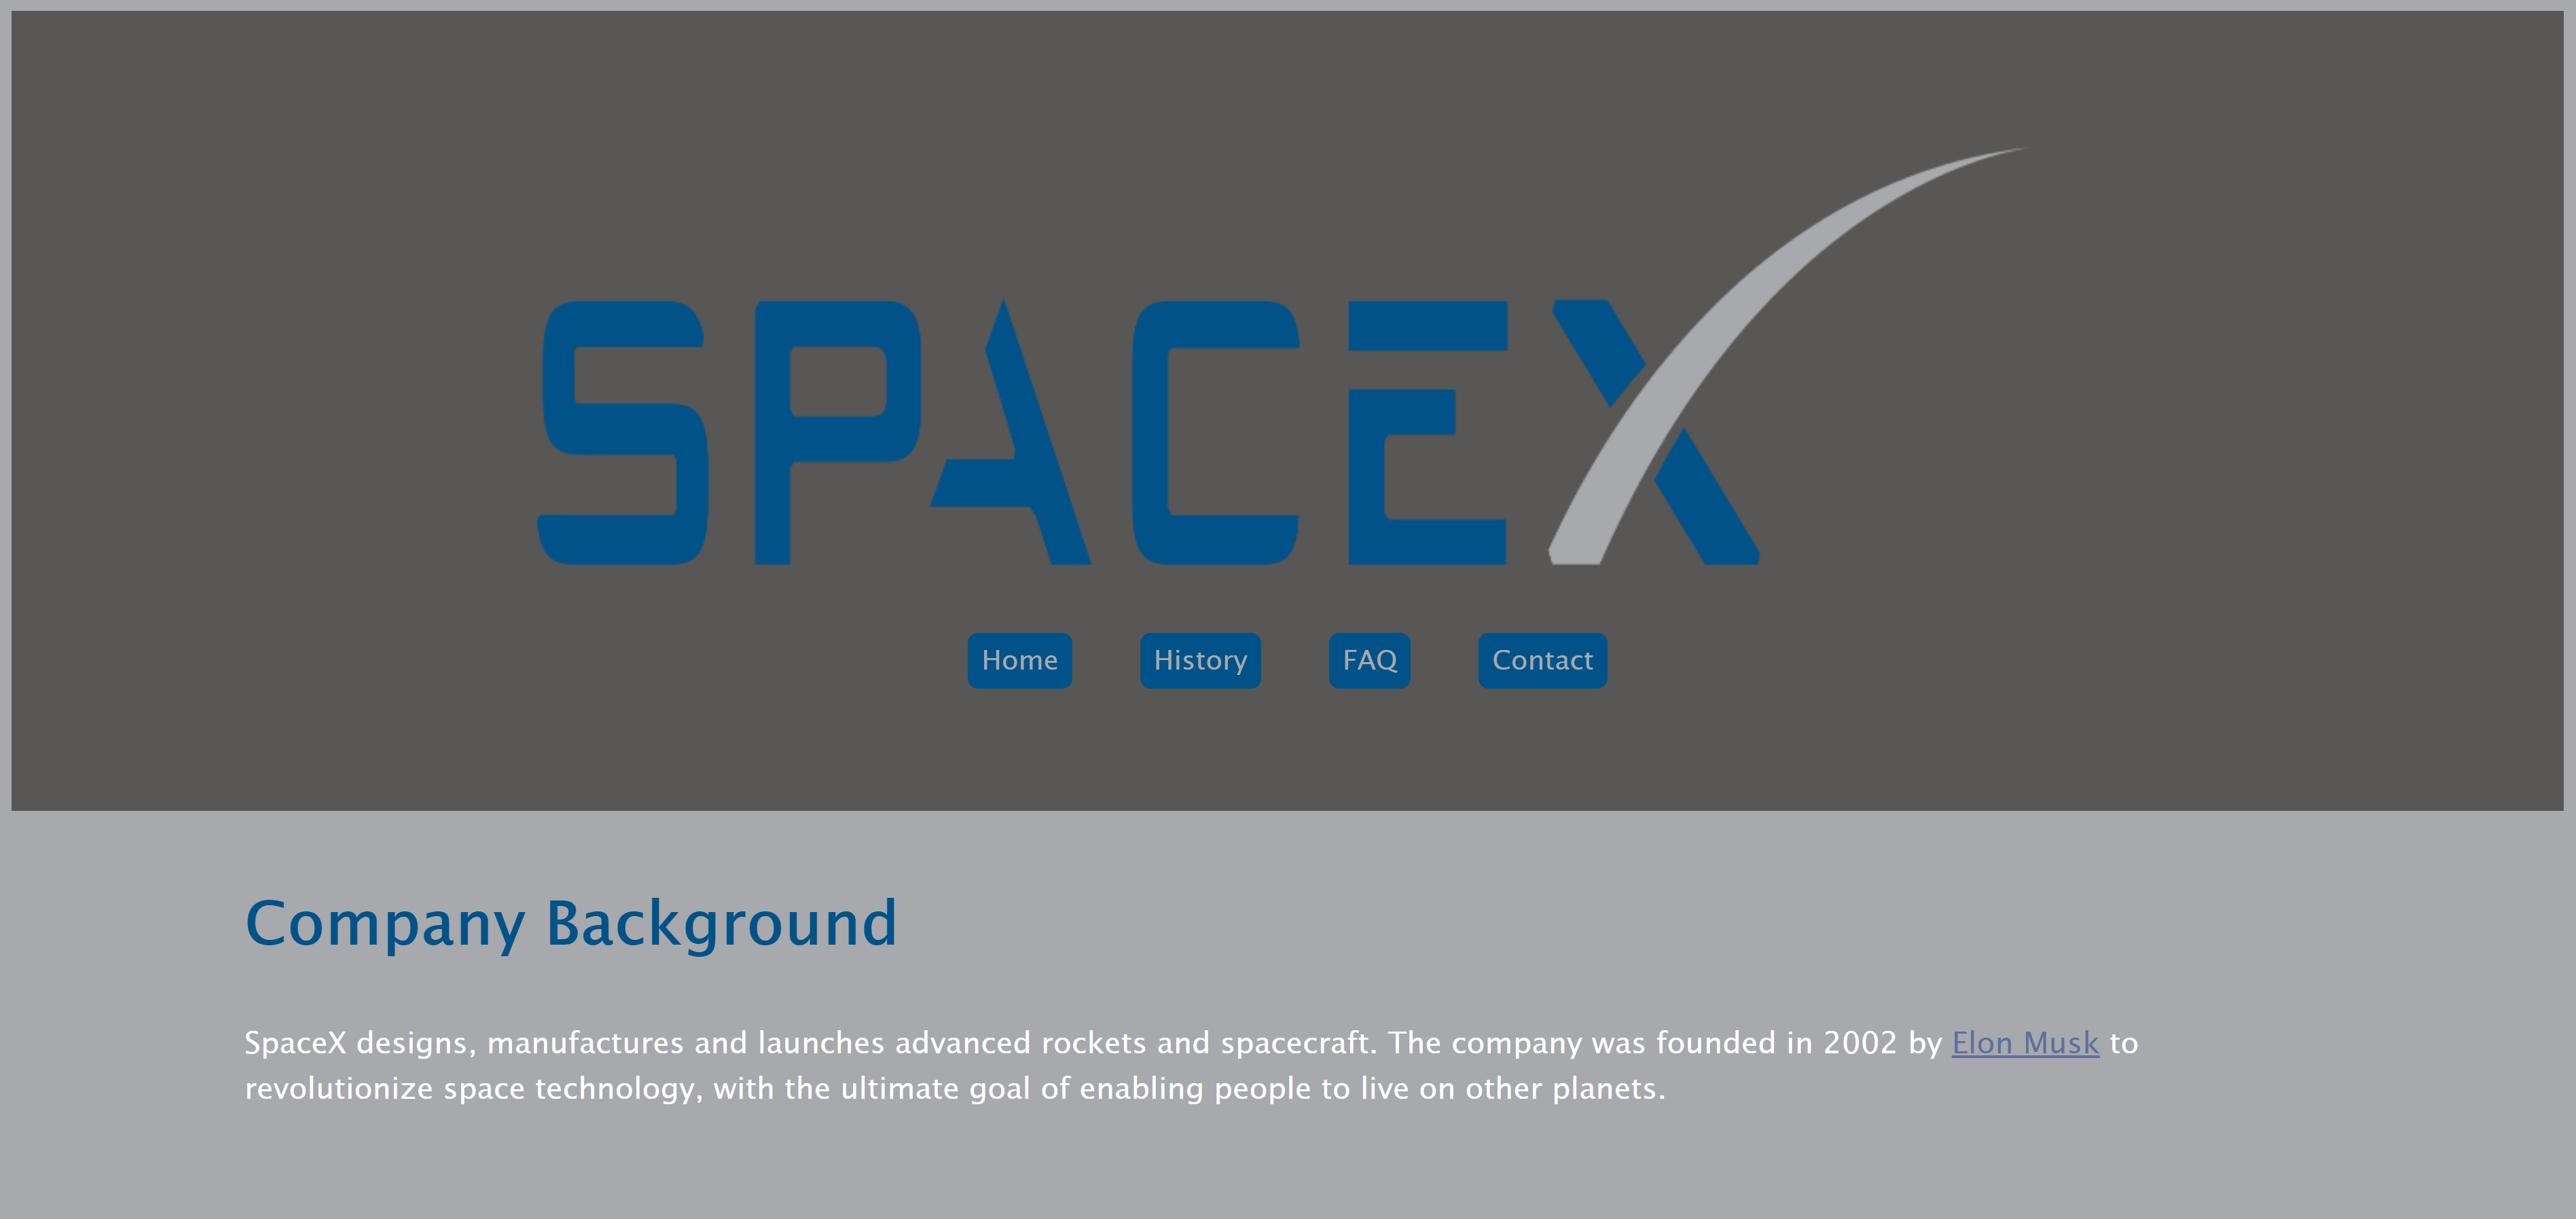 SPACEX
Home History FAQ Contact
Company Background
SpaceX designs, manufactures and launches advanced rockets and spacecraft. The company was founded in 2002 by Elon Musk to
revolutionize space technology, with the ultimate goal of enabling people to live on other planets.